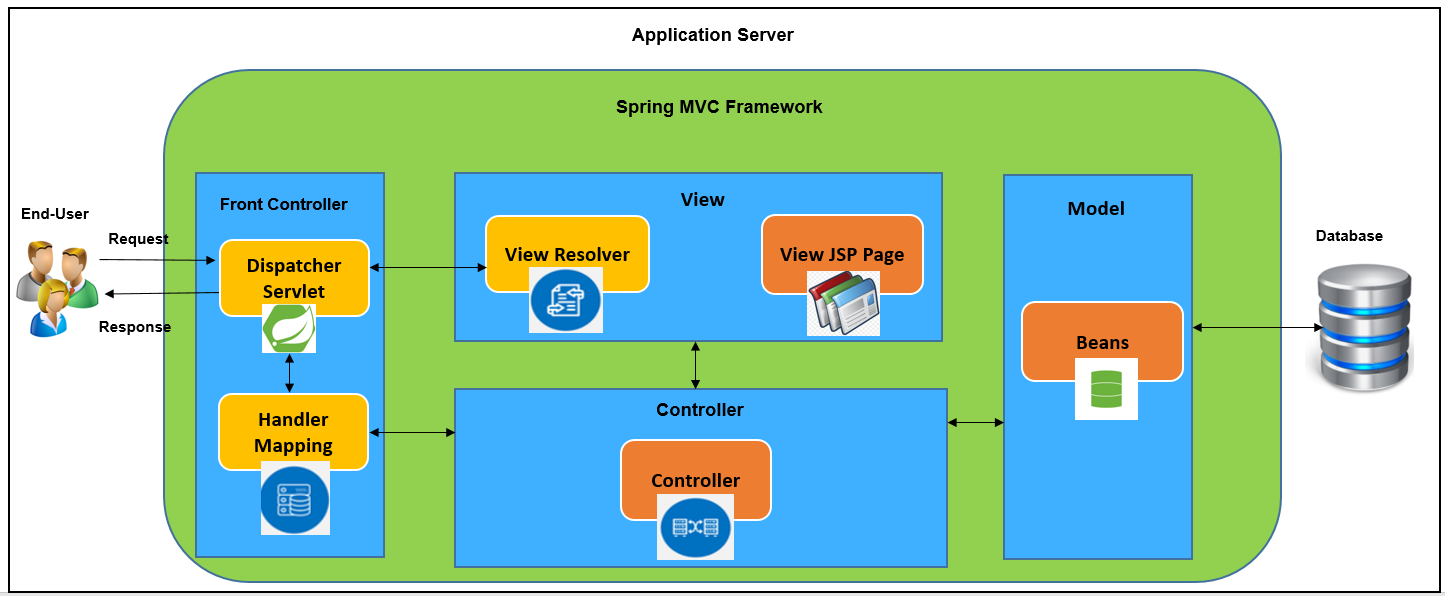 Application Server
Spring MVC Framework
End-User
Request
Response
Front Controller
Dispatcher
Servlet
Handler
Mapping
View
View Resolver
View JSP Page
Controller
Controller
Model
Beans
Database